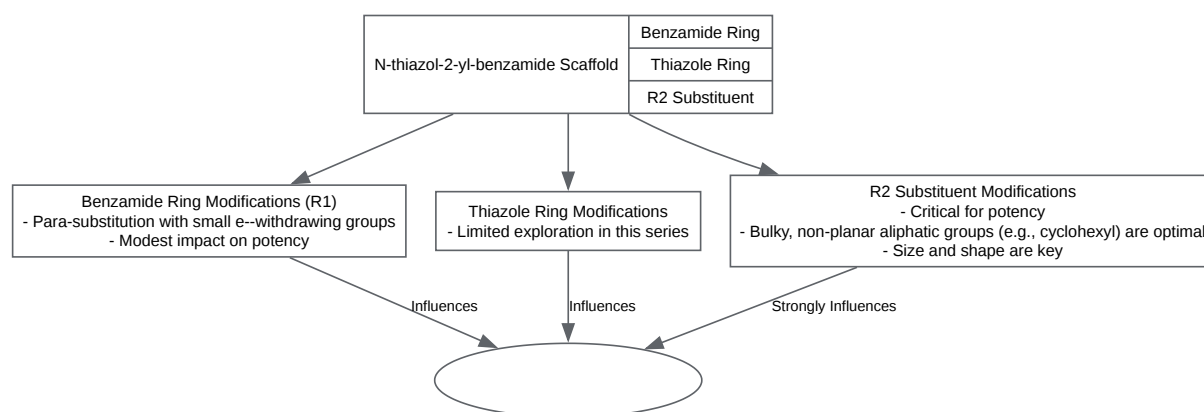 N-thiazol-2-yl-benzamide Scaffold
Benzamide Ring
Thiazole Ring
R2 Substituent
Benzamide Ring Modifications (R1)
- Para-substitution with small e--withdrawing groups
- Modest impact on potency
Thiazole Ring Modifications
- Limited exploration in this series
R2 Substituent Modifications
- Critical for potency
- Bulky, non-planar aliphatic groups (e.g., cyclohexyl) are optimal
- Size and shape are key
Influences
Influences
Strongly Influences